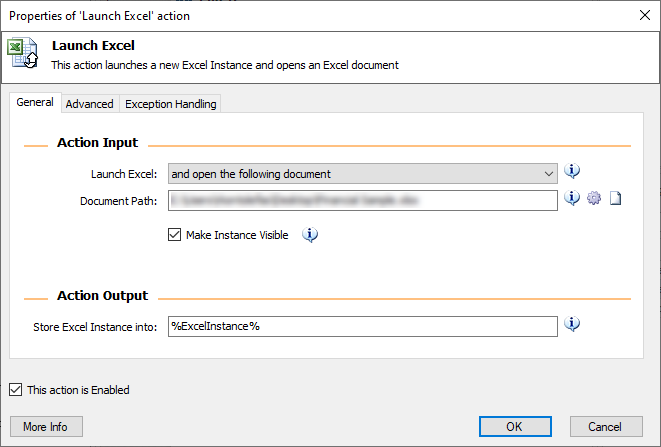 Properties of 'Launch Excel' action
Launch Excel
This action launches a new Excel Instance and opens an Excel document
General Advanced Exception Handling
Action Input
Launch Excel: and open the following document
Document Path:
Make Instance Visible
Action Output
Store Excel Instance into: %ExcelInstance%
This action is Enabled
More Info OK Cancel